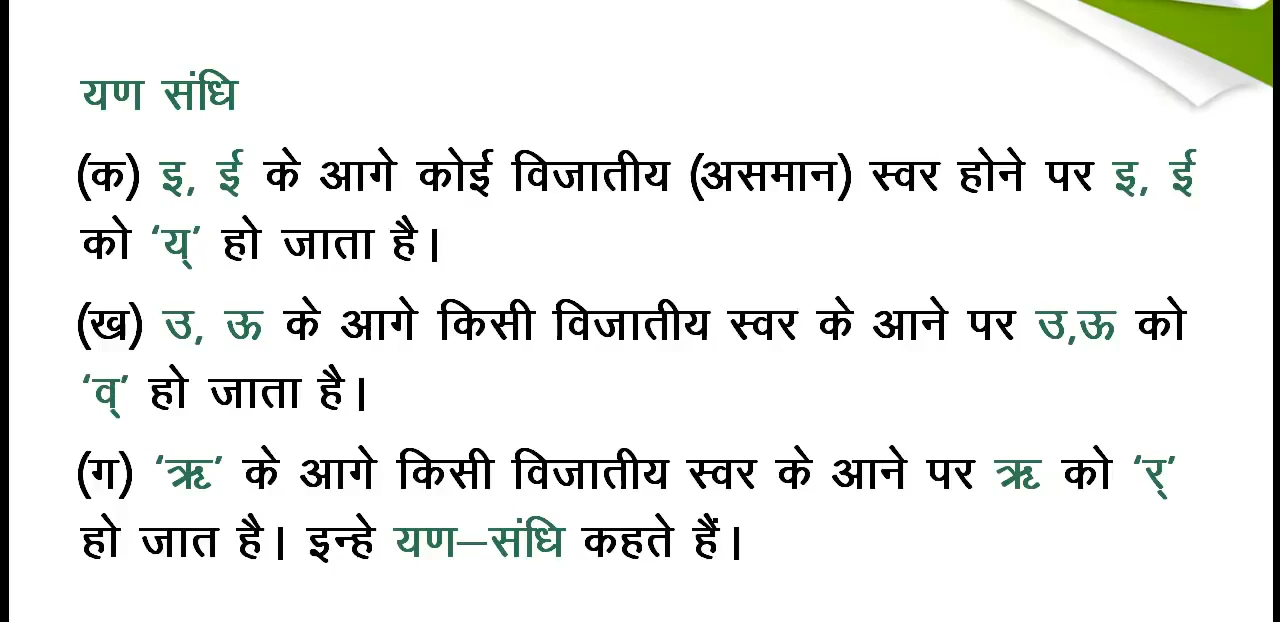 यण संधि
(क) इ, ई के आगे कोई विजातीय (असमान) स्वर होने पर इ, ई
को ‘य्’ हो जाता है।
(ख) उ, ऊ के आगे किसी विजातीय स्वर के आने पर उ,ऊ को
‘व्’ हो जाता है।
(ग) ‘ऋ’ के आगे किसी विजातीय स्वर के आने पर ऋ को ‘र्’
हो जात है। इन्हे यण–संधि कहते हैं।